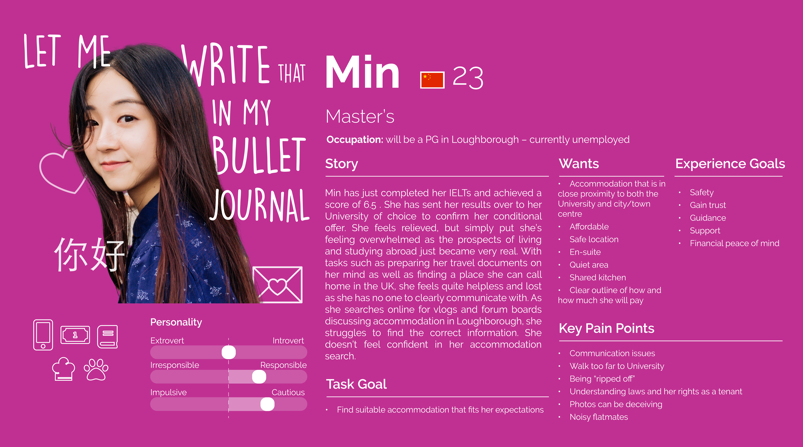 LET ME
WRITE THAT
IN MY
BULLET
JOURNAL
你好
Min 23
Master's
Occupation: will be a PG in Loughborough – currently unemployed
Story
Min has just completed her IELTS and achieved a
score of 6.5 . She has sent her results over to her
University of choice to confirm her conditional
offer. She feels relieved, but simply put she's
feeling overwhelmed as the prospects of living
and studying abroad just became very real. With
tasks such as preparing her travel documents on
her mind as well as finding a place she can call
home in the UK, she feels quite helpless and lost
as she has no one to clearly communicate with. As
she searches online for vlogs and forum boards
discussing accommodation in Loughborough, she
struggles to find the correct information. She
doesn't feel confident in her accommodation
search.
Task Goal
• Find suitable accommodation that fits her expectations
Wants
• Accommodation that is in
close proximity to both the
University and city/town
centre
• Affordable
• Safe location
• En-suite
• Quiet area
• Shared kitchen
• Clear outline of how and
how much she will pay
Experience Goals
• Safety
• Gain trust
• Guidance
• Support
• Financial peace of mind
Key Pain Points
• Communication issues
• Walk too far to University
• Being "ripped off"
• Understanding laws and her rights as a tenant
• Photos can be deceiving
• Noisy flatmates
Personality
Extrovert Introvert
Irresponsible Responsible
Impulsive Cautious